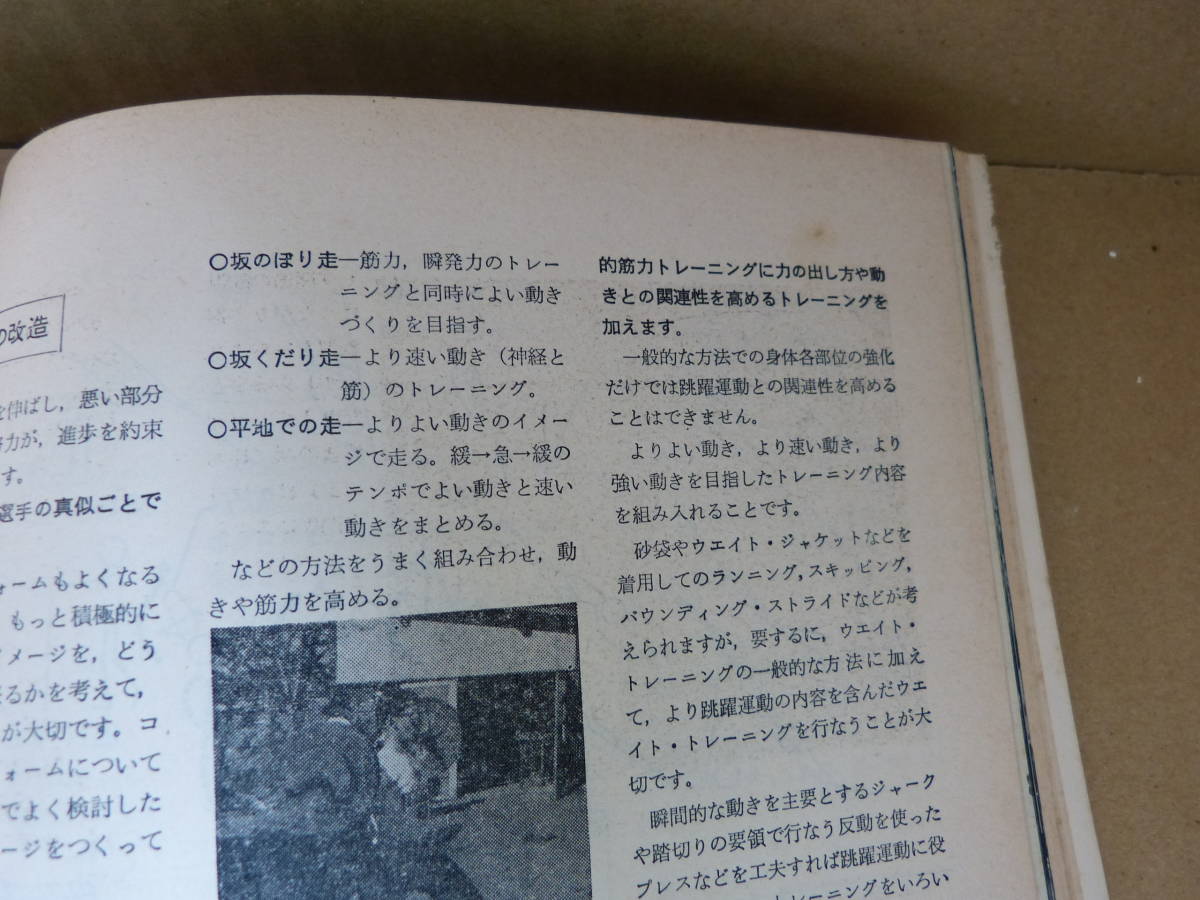 の改造
を伸ばし，悪い部分
力が，進歩を約束
す。
選手の真似ごとで
ォームもよくなる
もっと積極的に
メージを，どう
るかを考えて，
が大切です。コ
ォームについて
でよく検討した
ージをつくって
○坂のぼり走―筋力，瞬発力のトレー
ニングと同時によい動き
づくりを目指す。
○坂くだり走―より速い動き（神経と
筋）のトレーニング。
○平地での走―よりよい動きのイメー
ジで走る。緩→急→緩の
テンポでよい動きと速い
動きをまとめる。
などの方法をうまく組み合わせ，動
きや筋力を高める。
的筋力トレーニングに力の出し方や動
きとの関連性を高めるトレーニングを
加えます。
一般的な方法での身体各部位の強化
だけでは跳躍運動との関連性を高める
ことはできません。
よりよい動き，より速い動き，より
強い動きを目指したトレーニング内容
を組み入れることです。
砂袋やウエイト・ジャケットなどを
着用してのランニング，スキッピング，
バウンディング・ストライドなどが考
えられますが，要するに，ウエイト・
トレーニングの一般的な方法に加え
て，より跳躍運動の内容を含んだウエ
イト・トレーニングを行なうことが大
切です。
瞬間的な動きを主要とするジャーク
や踏切りの要領で行なう反動を使った
プレスなどを工夫すれば跳躍運動に役
トレーニングをいろい